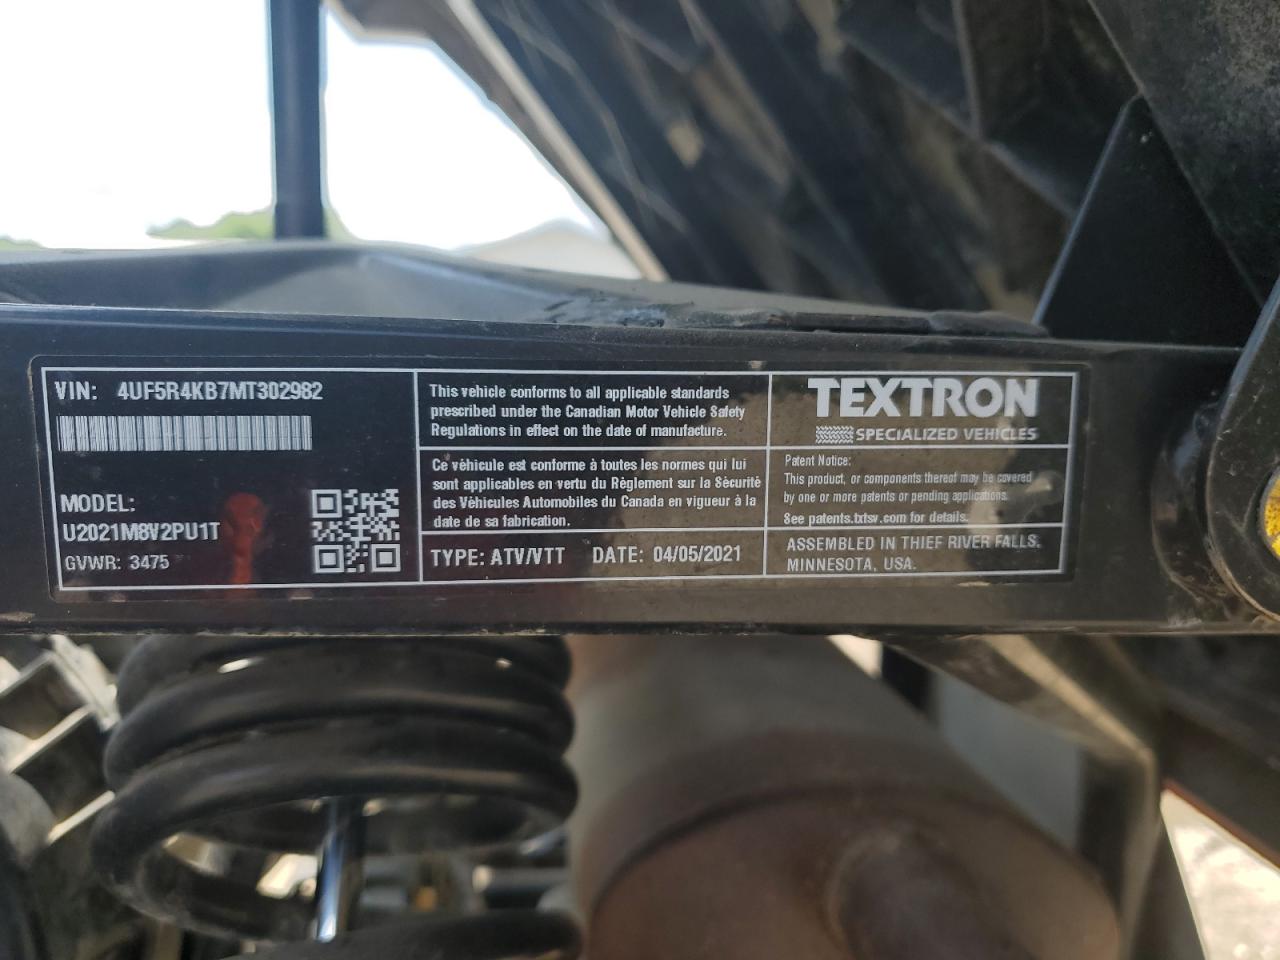 VIN: 4UF5R4KB7MT302982
MODEL:
U2021M8V2PU1T
GVWR: 3475
This vehicle conforms to all applicable standards
prescribed under the Canadian Motor Vehicle Safety
Regulations in effect on the date of manufacture.
Ce véhicule est conforme à toutes les normes qui lui
sont applicables en vertu du Règlement sur la Sécurité
des Véhicules Automobiles du Canada en vigueur à la
date de sa fabrication.
TYPE: ATV/VTT DATE: 04/05/2021
TEXTRON
SPECIALIZED VEHICLES
Patent Notice:
This product, or components thereof may be covered
by one or more patents or pending applications.
See patents.txtsv.com for details.
ASSEMBLED IN THIEF RIVER FALLS,
MINNESOTA, USA.